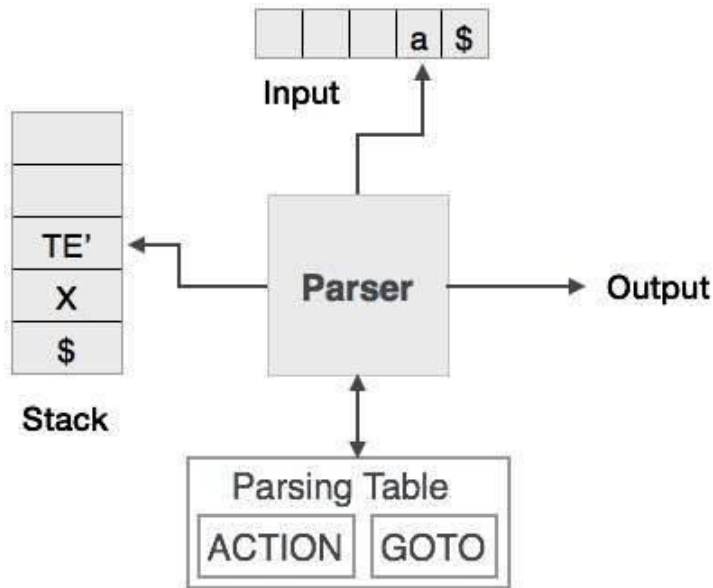 a $
Input
TE’
X
$
Stack
Parser
Output
Parsing Table
ACTION GOTO